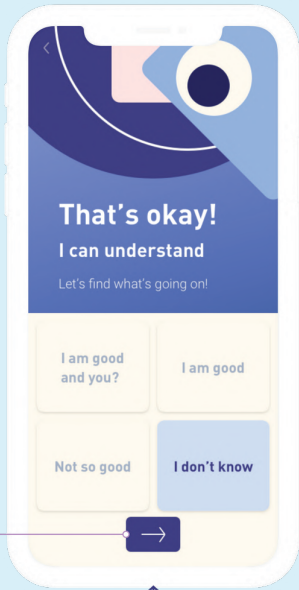 That's okay!
I can understand
Let's find what's going on!
I am good
and you?
I am good
Not so good
I don't know